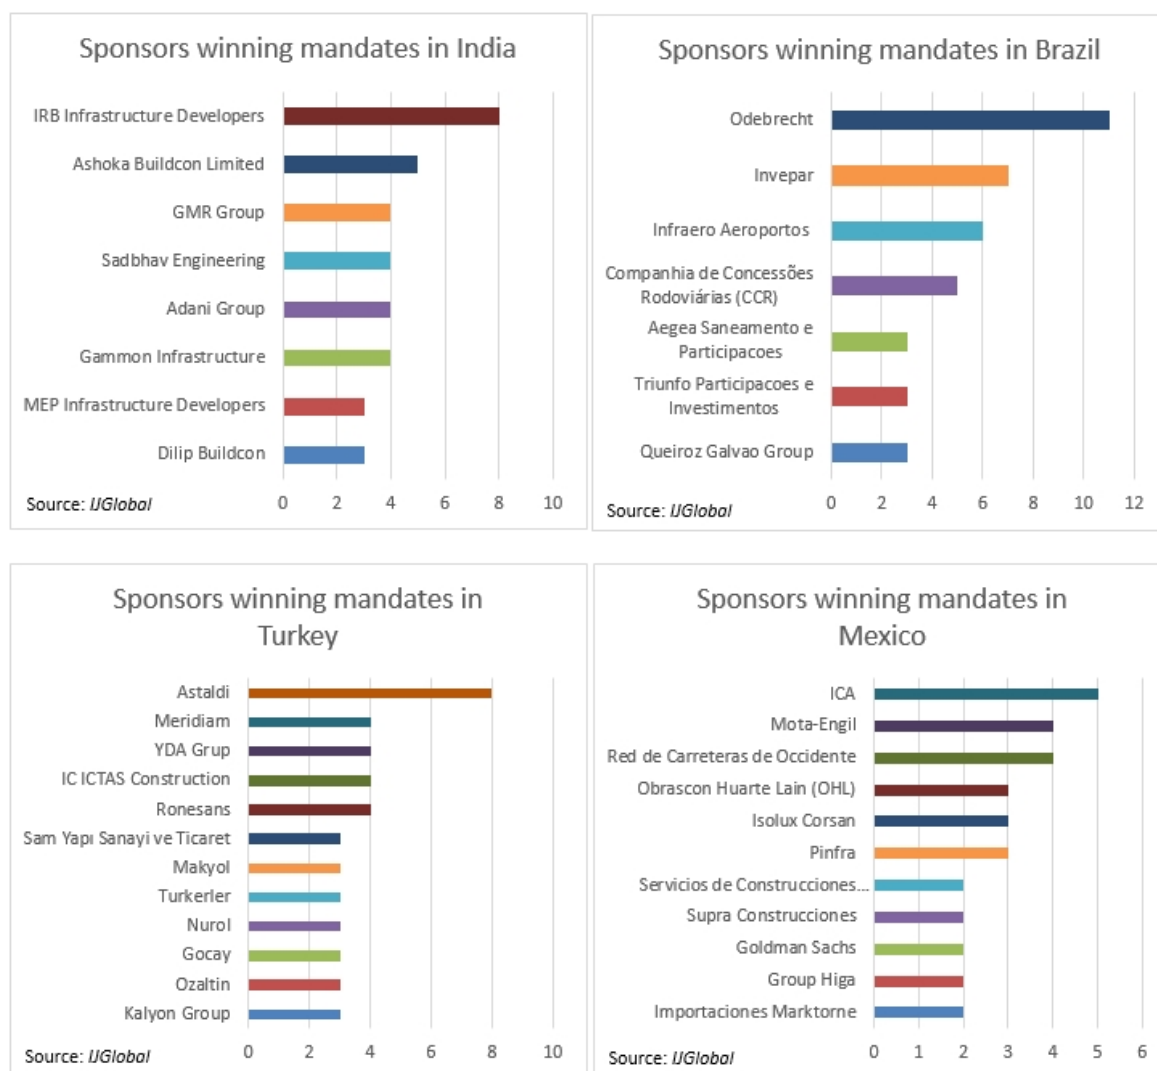 Sponsors winning mandates in India
IRB Infrastructure Developers
Ashoka Buildcon Limited
GMR Group
Sadbhav Engineering
Adani Group
Gammon Infrastructure
MEP Infrastructure Developers
Dilip Buildcon
0 2 4 6 8 10
Source: IJGlobal
Sponsors winning mandates in Brazil
Odebrecht
Invepar
Infraero Aeroportos
Companhia de Concessões
Rodoviárias (CCR)
Aegea Saneamento e
Participacoes
Triunfo Participacoes e
Investimentos
Queiroz Galvao Group
0 2 4 6 8 10 12
Source: IJGlobal
Sponsors winning mandates in
Turkey
Astaldi
Meridiam
YDA Grup
IC ICTAS Construction
Ronesans
Sam Yapı Sanayi ve Ticaret
Makyol
Turkerler
Nurol
Gocay
Ozaltin
Kalyon Group
0 2 4 6 8 10
Source: IJGlobal
Sponsors winning mandates in
Mexico
ICA
Mota-Engil
Red de Carreteras de Occidente
Obrascon Huarte Lain (OHL)
Isolux Corsan
Pinfra
Servicios de Construcciones...
Supra Construcciones
Goldman Sachs
Group Higa
Importaciones Marktorne
0 1 2 3 4 5 6
Source: IJGlobal